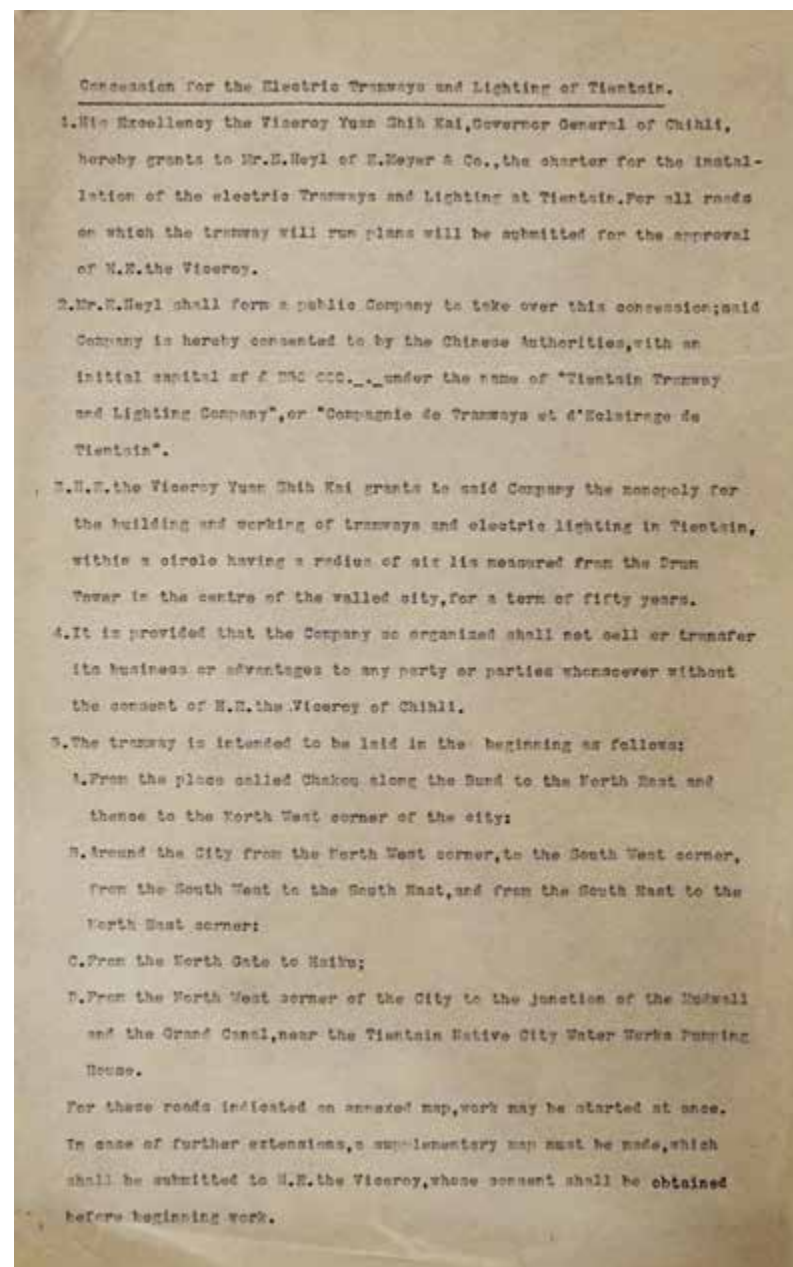 Concession for the Electric Tramways and Lighting of Tientsin.
1.His Excellency the Viceroy Yuan Shih Kai,Governor General of Chihli,
hereby grants to Mr.E.Heyl of E.Meyer & Co.,the charter for the instal-
lation of the electric Tramways and Lighting at Tientsin.For all roads
on which the tramway will run plans will be submitted for the approval
of H.E.the Viceroy.
2.Mr.E.Heyl shall form a public Company to take over this concession;said
Company is hereby consented to by the Chinese Authorities,with an
initial capital of £ 000._._under the name of "Tientsin Tramway
and Lighting Company",or "Compagnie de Tramways et d'Eclairage de
Tientsin".
3.H.E.the Viceroy Yuan Shih Kai grants to said Company the monopoly for
the building and working of tramways and electric lighting in Tientsin,
within a circle having a radius of six lis measured from the Drum
Tower in the centre of the walled city,for a term of fifty years.
4.It is provided that the Company so organized shall not sell or transfer
its business or advantages to any party or parties whomsoever without
the consent of H.E.the Viceroy of Chihli.
5.The tramway is intended to be laid in the beginning as follows:
A.From the place called Chakou along the Bund to the North East and
thence to the North West corner of the city;
B.Around the City from the North West corner,to the South West corner,
from the South West to the South East,and from the South East to the
North East corner;
C.From the North Gate to Haiku;
D.From the North West corner of the City to the junction of the Mudwall
and the Grand Canal,near the Tientsin Native City Water Works Pumping
House.
For these roads indicated on annexed map,work may be started at once.
In case of further extensions,a supplementary map must be made,which
shall be submitted to H.E.the Viceroy,whose consent shall be obtained
before beginning work.